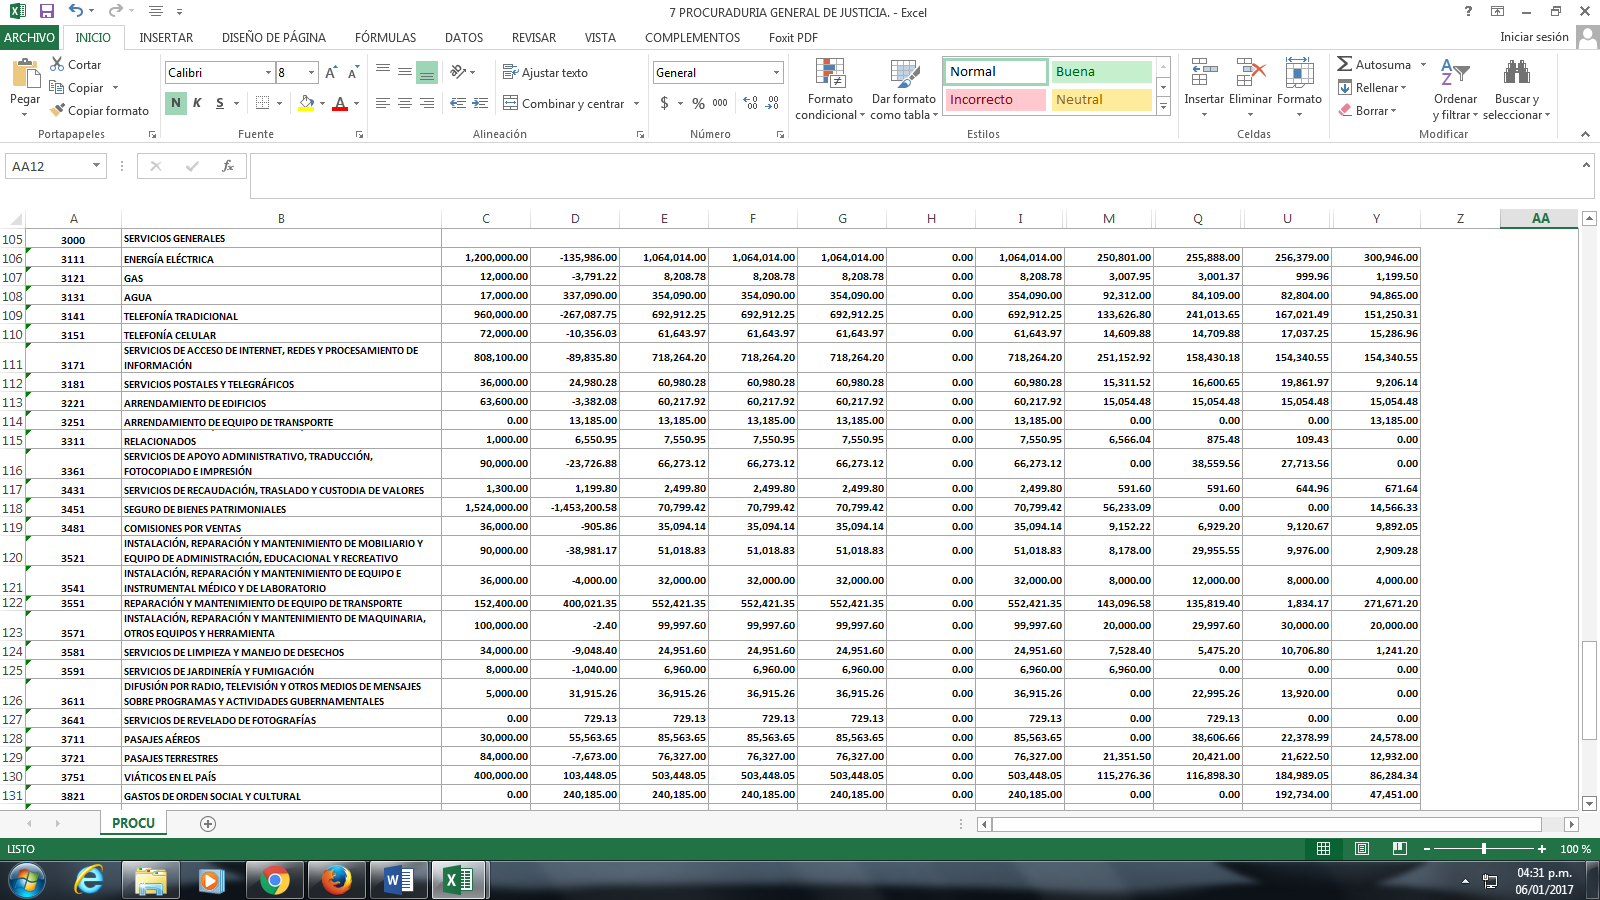 7 PROCURADURIA GENERAL DE JUSTICIA. - Excel
ARCHIVO INICIO INSERTAR DISEÑO DE PÁGINA FÓRMULAS DATOS REVISAR VISTA COMPLEMENTOS Foxit PDF Iniciar sesión
Pegar Cortar Copiar Copiar formato Portapapeles
Calibri 8 N K S A A A Fuente
Ajustar texto Combinar y centrar Alineación
General $ % 000 Número
Formato condicional Dar formato como tabla Normal Buena Incorrecto Neutral Estilos
Insertar Eliminar Formato Celdas
Autosuma Rellenar Borrar Ordenar y filtrar Buscar y seleccionar Modificar
AA12 fx
A B C D E F G H I M Q U Y Z AA
105 3000 SERVICIOS GENERALES
106 3111 ENERGÍA ELÉCTRICA 1,200,000.00 -135,986.00 1,064,014.00 1,064,014.00 1,064,014.00 0.00 1,064,014.00 250,801.00 255,888.00 256,379.00 300,946.00
107 3121 GAS 12,000.00 -3,791.22 8,208.78 8,208.78 8,208.78 0.00 8,208.78 3,007.95 3,001.37 999.96 1,199.50
108 3131 AGUA 17,000.00 337,090.00 354,090.00 354,090.00 354,090.00 0.00 354,090.00 92,312.00 84,109.00 82,804.00 94,865.00
109 3141 TELEFONÍA TRADICIONAL 960,000.00 -267,087.75 692,912.25 692,912.25 692,912.25 0.00 692,912.25 133,626.80 241,013.65 167,021.49 151,250.31
110 3151 TELEFONÍA CELULAR 72,000.00 -10,356.03 61,643.97 61,643.97 61,643.97 0.00 61,643.97 14,609.88 14,709.88 17,037.25 15,286.96
111 3171 SERVICIOS DE ACCESO DE INTERNET, REDES Y PROCESAMIENTO DE INFORMACIÓN 808,100.00 -89,835.80 718,264.20 718,264.20 718,264.20 0.00 718,264.20 251,152.92 158,430.18 154,340.55 154,340.55
112 3181 SERVICIOS POSTALES Y TELEGRÁFICOS 36,000.00 24,980.28 60,980.28 60,980.28 60,980.28 0.00 60,980.28 15,311.52 16,600.65 19,861.97 9,206.14
113 3221 ARRENDAMIENTO DE EDIFICIOS 63,600.00 -3,382.08 60,217.92 60,217.92 60,217.92 0.00 60,217.92 15,054.48 15,054.48 15,054.48 15,054.48
114 3251 ARRENDAMIENTO DE EQUIPO DE TRANSPORTE 0.00 13,185.00 13,185.00 13,185.00 13,185.00 0.00 13,185.00 0.00 0.00 0.00 13,185.00
115 3311 RELACIONADOS 1,000.00 6,550.95 7,550.95 7,550.95 7,550.95 0.00 7,550.95 6,566.04 875.48 109.43 0.00
116 3361 SERVICIOS DE APOYO ADMINISTRATIVO, TRADUCCIÓN, FOTOCOPIADO E IMPRESIÓN 90,000.00 -23,726.88 66,273.12 66,273.12 66,273.12 0.00 66,273.12 0.00 38,559.56 27,713.56 0.00
117 3431 SERVICIOS DE RECAUDACIÓN, TRASLADO Y CUSTODIA DE VALORES 1,300.00 1,199.80 2,499.80 2,499.80 2,499.80 0.00 2,499.80 591.60 591.60 644.96 671.64
118 3451 SEGURO DE BIENES PATRIMONIALES 1,524,000.00 -1,453,200.58 70,799.42 70,799.42 70,799.42 0.00 70,799.42 56,233.09 0.00 0.00 14,566.33
119 3481 COMISIONES POR VENTAS 36,000.00 -905.86 35,094.14 35,094.14 35,094.14 0.00 35,094.14 9,152.22 6,929.20 9,120.67 9,892.05
120 3521 INSTALACIÓN, REPARACIÓN Y MANTENIMIENTO DE MOBILIARIO Y EQUIPO DE ADMINISTRACIÓN, EDUCACIONAL Y RECREATIVO 90,000.00 -38,981.17 51,018.83 51,018.83 51,018.83 0.00 51,018.83 8,178.00 29,955.55 9,976.00 2,909.28
121 3541 INSTALACIÓN, REPARACIÓN Y MANTENIMIENTO DE EQUIPO E INSTRUMENTAL MÉDICO Y DE LABORATORIO 36,000.00 -4,000.00 32,000.00 32,000.00 32,000.00 0.00 32,000.00 8,000.00 12,000.00 8,000.00 4,000.00
122 3551 REPARACIÓN Y MANTENIMIENTO DE EQUIPO DE TRANSPORTE 152,400.00 400,021.35 552,421.35 552,421.35 552,421.35 0.00 552,421.35 143,096.58 135,819.40 1,834.17 271,671.20
123 3571 INSTALACIÓN, REPARACIÓN Y MANTENIMIENTO DE MAQUINARIA, OTROS EQUIPOS Y HERRAMIENTA 100,000.00 -2.40 99,997.60 99,997.60 99,997.60 0.00 99,997.60 20,000.00 29,997.60 30,000.00 20,000.00
124 3581 SERVICIOS DE LIMPIEZA Y MANEJO DE DESECHOS 34,000.00 -9,048.40 24,951.60 24,951.60 24,951.60 0.00 24,951.60 7,528.40 5,475.20 10,706.80 1,241.20
125 3591 SERVICIOS DE JARDINERÍA Y FUMIGACIÓN 8,000.00 -1,040.00 6,960.00 6,960.00 6,960.00 0.00 6,960.00 6,960.00 0.00 0.00 0.00
126 3611 DIFUSIÓN POR RADIO, TELEVISIÓN Y OTROS MEDIOS DE MENSAJES SOBRE PROGRAMAS Y ACTIVIDADES GUBERNAMENTALES 5,000.00 31,915.26 36,915.26 36,915.26 36,915.26 0.00 36,915.26 0.00 22,995.26 13,920.00 0.00
127 3641 SERVICIOS DE REVELADO DE FOTOGRAFÍAS 0.00 729.13 729.13 729.13 729.13 0.00 729.13 0.00 729.13 0.00 0.00
128 3711 PASAJES AÉREOS 30,000.00 55,563.65 85,563.65 85,563.65 85,563.65 0.00 85,563.65 0.00 38,606.66 22,378.99 24,578.00
129 3721 PASAJES TERRESTRES 84,000.00 -7,673.00 76,327.00 76,327.00 76,327.00 0.00 76,327.00 21,351.50 20,421.00 21,622.50 12,932.00
130 3751 VIÁTICOS EN EL PAÍS 400,000.00 103,448.05 503,448.05 503,448.05 503,448.05 0.00 503,448.05 115,276.36 116,898.30 184,989.05 86,284.34
131 3821 GASTOS DE ORDEN SOCIAL Y CULTURAL 0.00 240,185.00 240,185.00 240,185.00 240,185.00 0.00 240,185.00 0.00 0.00 192,734.00 47,451.00
PROCU
LISTO 100 %
04:31 p.m.
06/01/2017